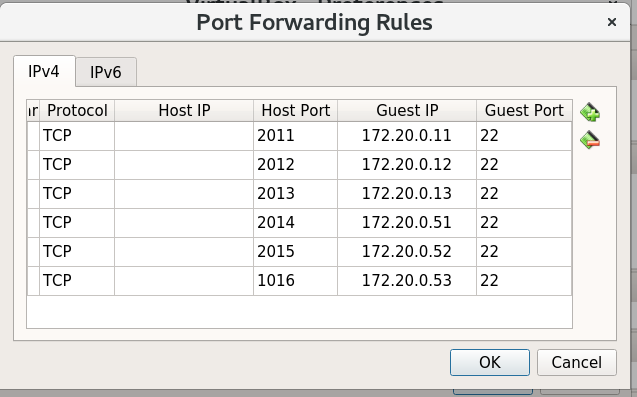 Port Forwarding Rules
IPv4 IPv6
Protocol Host IP Host Port Guest IP Guest Port
TCP 2011 172.20.0.11 22
TCP 2012 172.20.0.12 22
TCP 2013 172.20.0.13 22
TCP 2014 172.20.0.51 22
TCP 2015 172.20.0.52 22
TCP 1016 172.20.0.53 22
OK Cancel